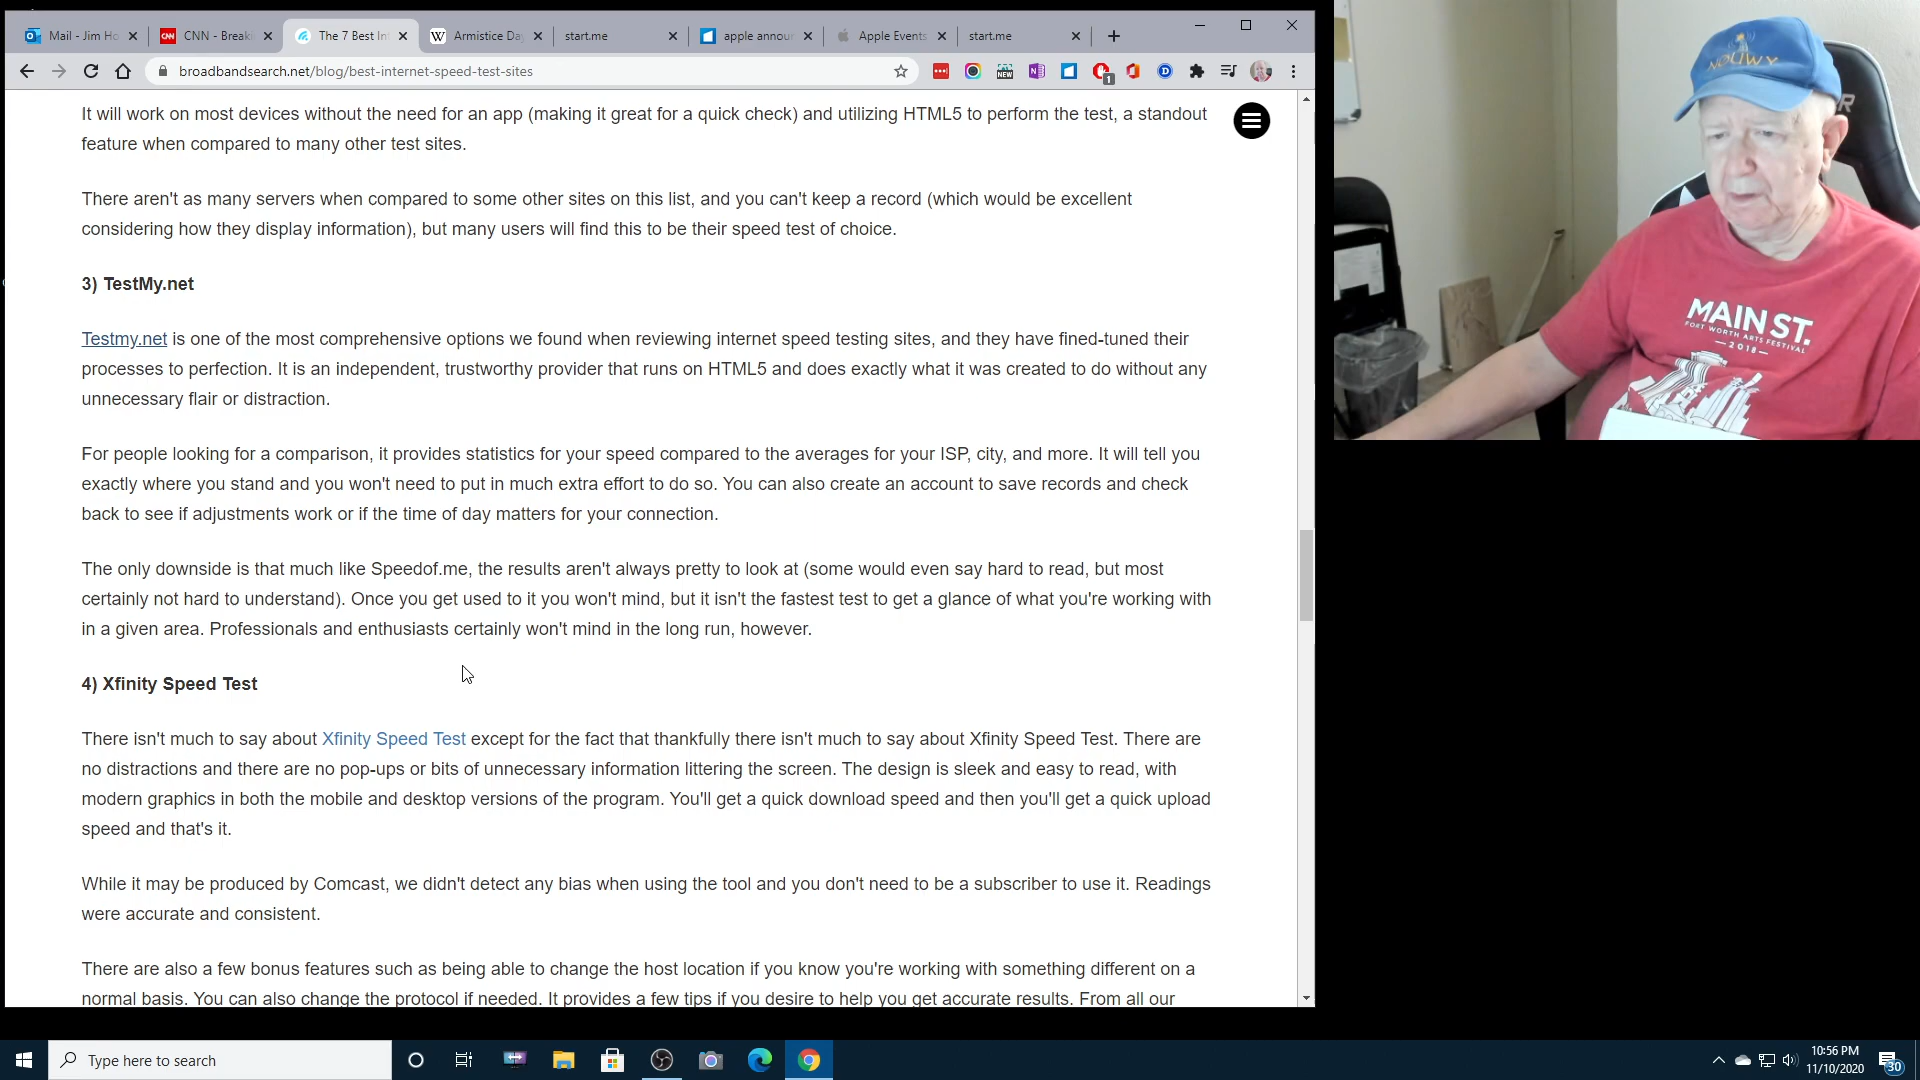 Mail - Jim Ho
CNN - Breaki
The 7 Best In
Armistice Da
start.me
apple annou
Apple Events
start.me
broadbandsearch.net/blog/best-internet-speed-test-sites
NEW
1
It will work on most devices without the need for an app (making it great for a quick check) and utilizing HTML5 to perform the test, a standout
feature when compared to many other test sites.
There aren't as many servers when compared to some other sites on this list, and you can't keep a record (which would be excellent
considering how they display information), but many users will find this to be their speed test of choice.
3) TestMy.net
Testmy.net is one of the most comprehensive options we found when reviewing internet speed testing sites, and they have fined-tuned their
processes to perfection. It is an independent, trustworthy provider that runs on HTML5 and does exactly what it was created to do without any
unnecessary flair or distraction.
For people looking for a comparison, it provides statistics for your speed compared to the averages for your ISP, city, and more. It will tell you
exactly where you stand and you won't need to put in much extra effort to do so. You can also create an account to save records and check
back to see if adjustments work or if the time of day matters for your connection.
The only downside is that much like Speedof.me, the results aren't always pretty to look at (some would even say hard to read, but most
certainly not hard to understand). Once you get used to it you won't mind, but it isn't the fastest test to get a glance of what you're working with
in a given area. Professionals and enthusiasts certainly won't mind in the long run, however.
4) Xfinity Speed Test
There isn't much to say about Xfinity Speed Test except for the fact that thankfully there isn't much to say about Xfinity Speed Test. There are
no distractions and there are no pop-ups or bits of unnecessary information littering the screen. The design is sleek and easy to read, with
modern graphics in both the mobile and desktop versions of the program. You'll get a quick download speed and then you'll get a quick upload
speed and that's it.
While it may be produced by Comcast, we didn't detect any bias when using the tool and you don't need to be a subscriber to use it. Readings
were accurate and consistent.
There are also a few bonus features such as being able to change the host location if you know you're working with something different on a
normal basis. You can also change the protocol if needed. It provides a few tips if you desire to help you get accurate results. From all our
MAIN ST.
FORT WORTH ARTS FESTIVAL
2018
Type here to search
10:56 PM
11/10/2020
30